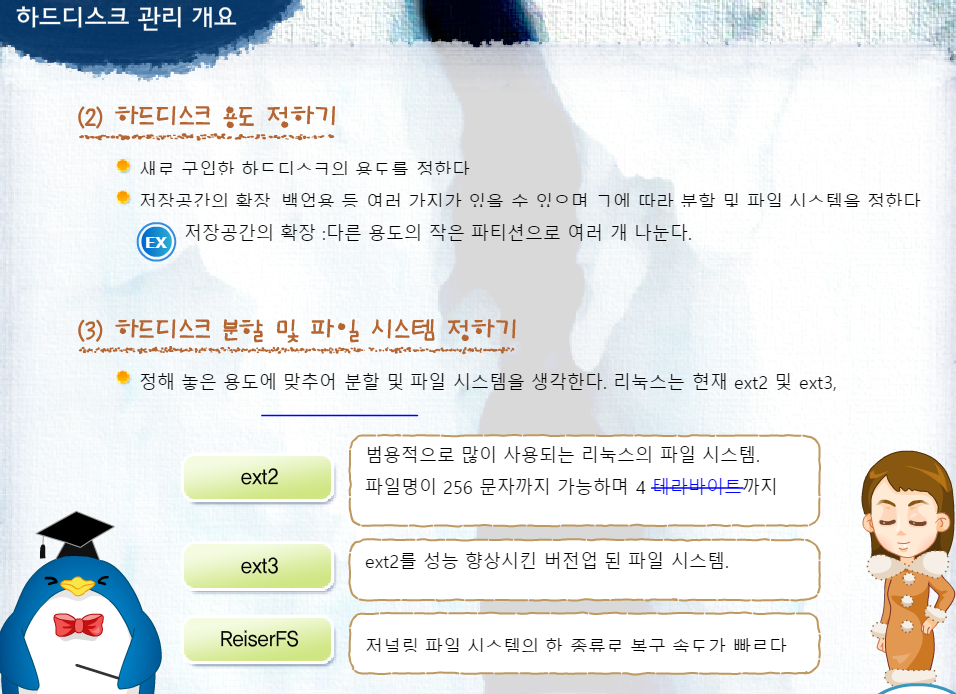 하드디스크 관리 개요
(2) 하드디스크 용도 정하기
새로 구입한 하드디스크의 용도를 정한다
저장공간의 확장, 백업용 등 여러 가지가 있을 수 있으며 그에 따라 분할 및 파일 시스템을 정한다
EX 저장공간의 확장 :다른 용도의 작은 파티션으로 여러 개 나눈다.
(3) 하드디스크 분할 및 파일 시스템 정하기
정해 놓은 용도에 맞추어 분할 및 파일 시스템을 생각한다. 리눅스는 현재 ext2 및 ext3,
ext2
범용적으로 많이 사용되는 리눅스의 파일 시스템.
파일명이 256 문자까지 가능하며 4 테라바이트까지
ext3
ext2를 성능 향상시킨 버전업 된 파일 시스템.
ReiserFS
저널링 파일 시스템의 한 종류로 복구 속도가 빠르다